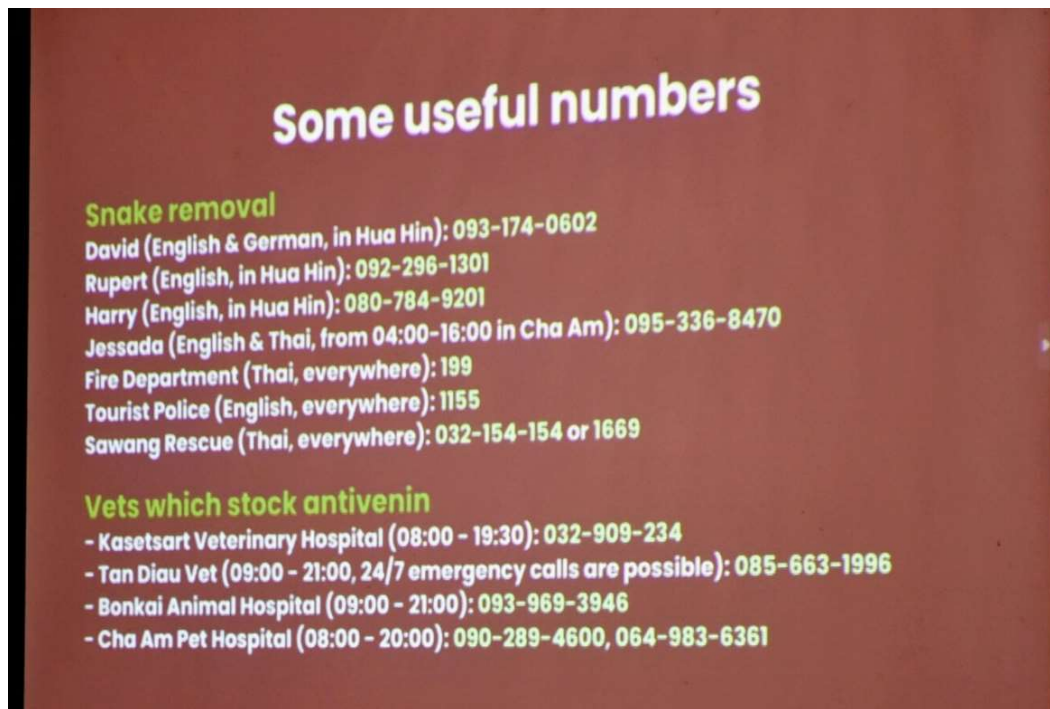 Some useful numbers
Snake removal
David (English & German, in Hua Hin): 093-174-0602
Rupert (English, in Hua Hin): 092-296-1301
Harry (English, in Hua Hin): 080-784-9201
Jessada (English & Thai, from 04:00-16:00 in Cha Am): 095-336-8470
Fire Department (Thai, everywhere): 199
Tourist Police (English, everywhere): 1155
Sawang Rescue (Thai, everywhere): 032-154-154 or 1669
Vets which stock antivenin
- Kasetsart Veterinary Hospital (08:00 - 19:30): 032-909-234
- Tan Diau Vet (09:00 - 21:00, 24/7 emergency calls are possible): 085-663-1996
- Bonkai Animal Hospital (09:00 - 21:00): 093-969-3946
- Cha Am Pet Hospital (08:00 - 20:00): 090-289-4600, 064-983-6361